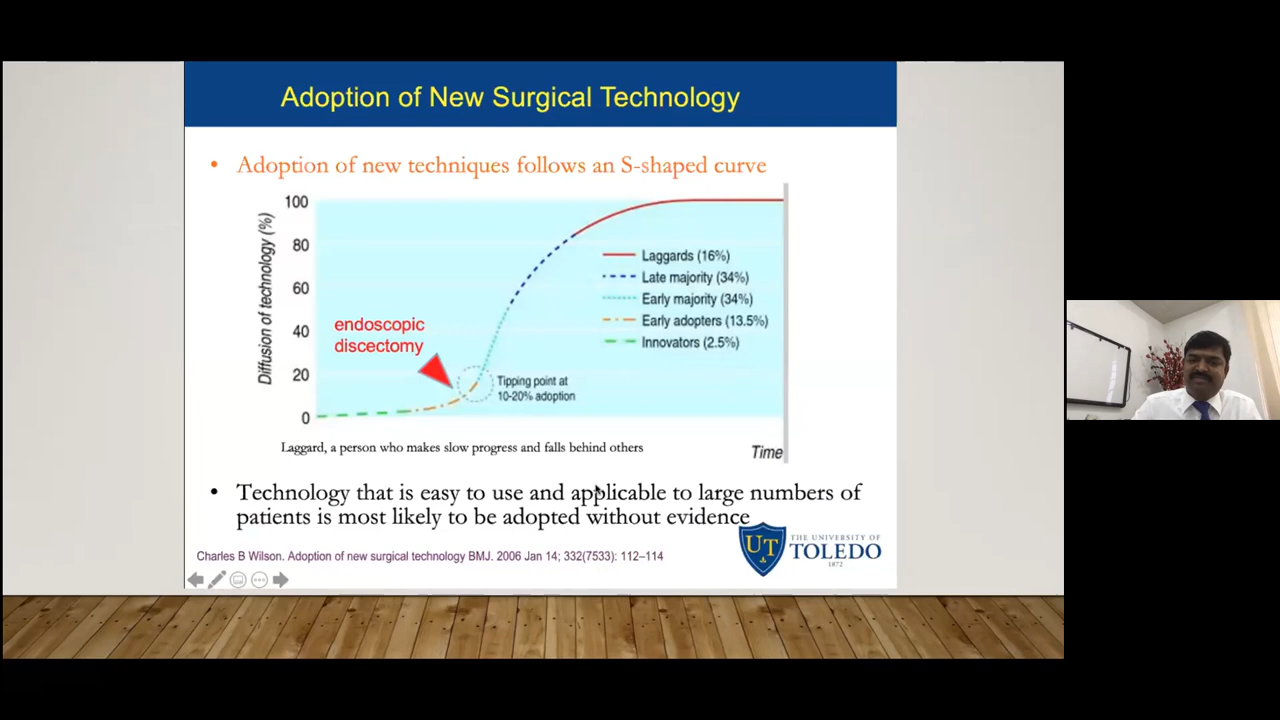 Adoption of New Surgical Technology
• Adoption of new techniques follows an S-shaped curve
Diffusion of technology (%)
100
80
60
40
20
0
endoscopic
discectomy
Laggards (16%)
Late majority (34%)
Early majority (34%)
Early adopters (13.5%)
Innovators (2.5%)
Tipping point at
10-20% adoption
Laggard, a person who makes slow progress and falls behind others
Time
• Technology that is easy to use and applicable to large numbers of
patients is most likely to be adopted without evidence
Charles B Wilson. Adoption of new surgical technology BMJ. 2006 Jan 14; 332(7533): 112–114
UT
THE UNIVERSITY OF
TOLEDO
1872